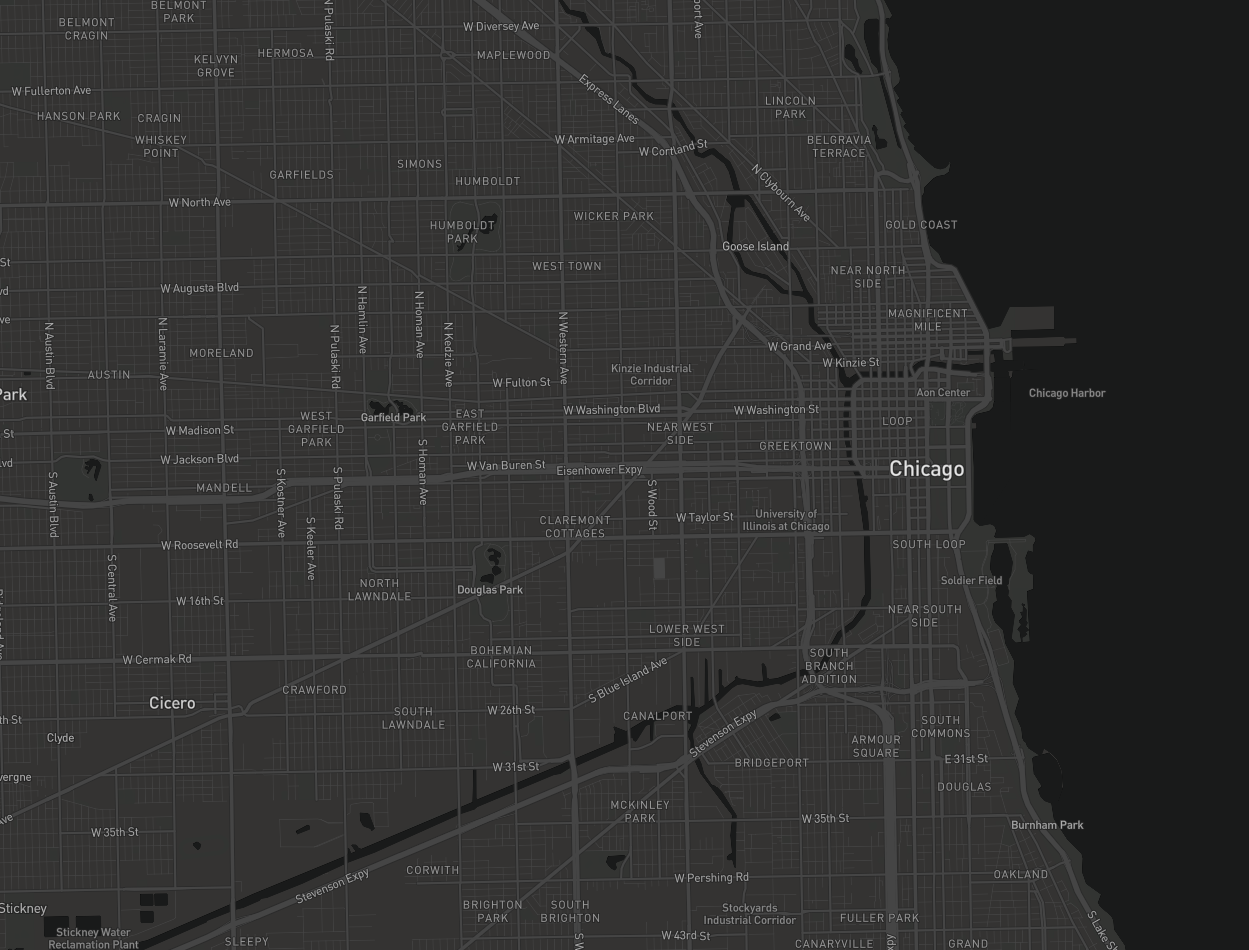 BELMONT
PARK
BELMONT
CRAGIN
N Pulaski Rd
W Diversey Ave
HERMOSA
MAPLEWOOD
KELVYN
GROVE
Express Lanes
W Fullerton Ave
LINCOLN
PARK
HANSON PARK
CRAGIN
WHISKEY
POINT
W Armitage Ave
W Cortland St
BELGRAVIA
TERRACE
SIMONS
GARFIELDS
HUMBOLDT
N Clybourn Ave
W North Ave
WICKER PARK
HUMBOLDT
PARK
GOLD COAST
Goose Island
WEST TOWN
St
NEAR NORTH
SIDE
W Augusta Blvd
MAGNIFICENT
MILE
N Austin Blvd
N Laramie Ave
N Pulaski Rd
N Hamlin Ave
N Homan Ave
N Kedzie Ave
N Western Ave
W Grand Ave
MORELAND
W Kinzie St
AUSTIN
Kinzie Industrial
Corridor
W Fulton St
Park
Aon Center
Chicago Harbor
Garfield Park
W Washington Blvd
W Washington St
WEST
GARFIELD
PARK
EAST
GARFIELD
PARK
LOOP
NEAR WEST
SIDE
St
W Madison St
GREEKTOWN
W Jackson Blvd
W Van Buren St
Eisenhower Expy
Chicago
S Austin Blvd
MANDELL
S Kostner Ave
S Pulaski Rd
S Homan Ave
S Wood St
W Taylor St
University of
Illinois at Chicago
CLAREMONT
COTTAGES
S Keeler Ave
W Roosevelt Rd
SOUTH LOOP
S Central Ave
Soldier Field
NORTH
LAWNDALE
Douglas Park
W 16th St
NEAR SOUTH
SIDE
LOWER WEST
SIDE
W Cermak Rd
BOHEMIAN
CALIFORNIA
SOUTH
BRANCH
ADDITION
S Blue Island Ave
CRAWFORD
Cicero
W 26th St
SOUTH
LAWNDALE
CANALPORT
Stevenson Expy
SOUTH
COMMONS
Clyde
ARMOUR
SQUARE
E 31st St
BRIDGEPORT
W 31st St
DOUGLAS
MCKINLEY
PARK
W 35th St
Burnham Park
W 35th St
CORWITH
OAKLAND
W Pershing Rd
Stevenson Expy
Stickney
BRIGHTON
PARK
SOUTH
BRIGHTON
Stockyards
Industrial Corridor
FULLER PARK
Stickney Water
Reclamation Plant
SLEEPY
W 43rd St
CANARYVILLE
GRAND